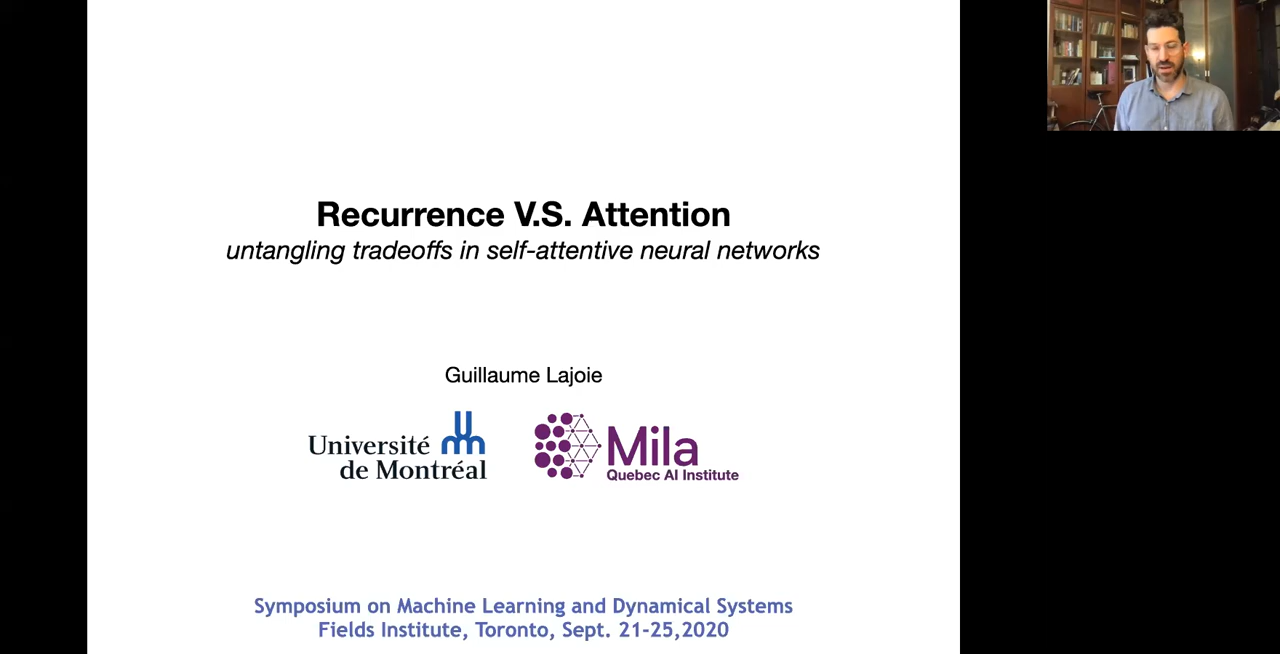 Recurrence V.S. Attention
untangling tradeoffs in self-attentive neural networks
Guillaume Lajoie
Université
de Montréal
Mila
Quebec AI Institute
Symposium on Machine Learning and Dynamical Systems
Fields Institute, Toronto, Sept. 21-25,2020